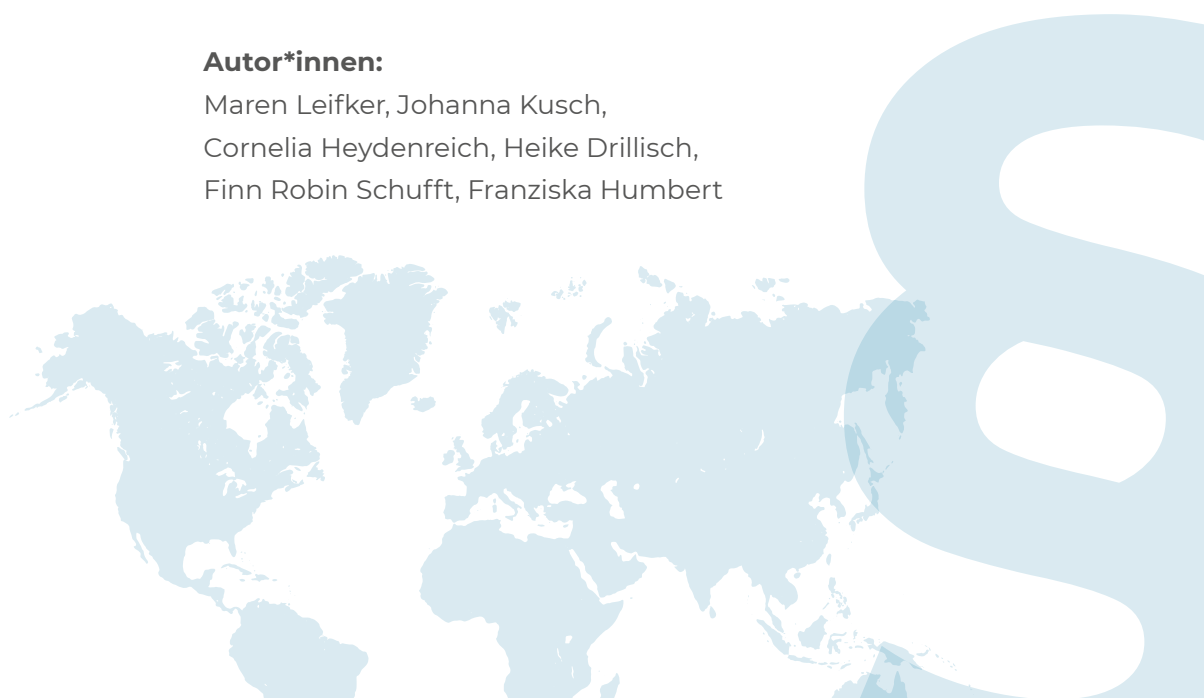 Autor*innen:
Maren Leifker, Johanna Kusch,
Cornelia Heydenreich, Heike Drillisch,
Finn Robin Schufft, Franziska Humbert
§